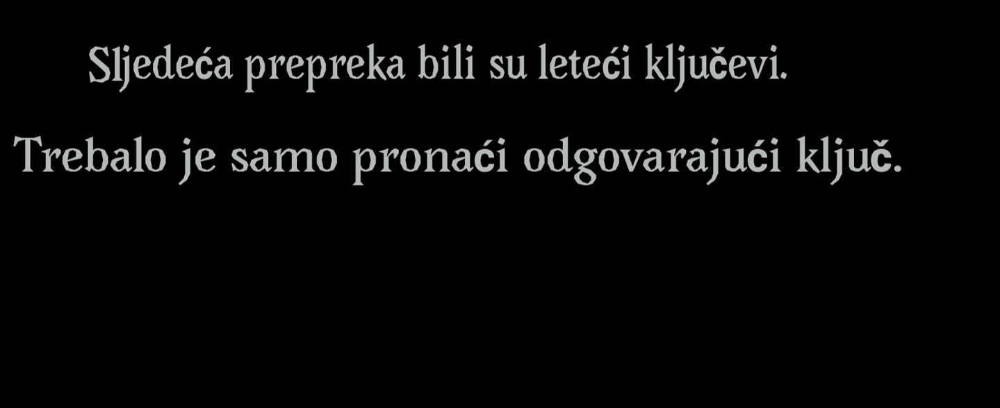 Sljedeća prepreka bili su leteći ključevi.
Trebalo je samo pronaći odgovarajući ključ.